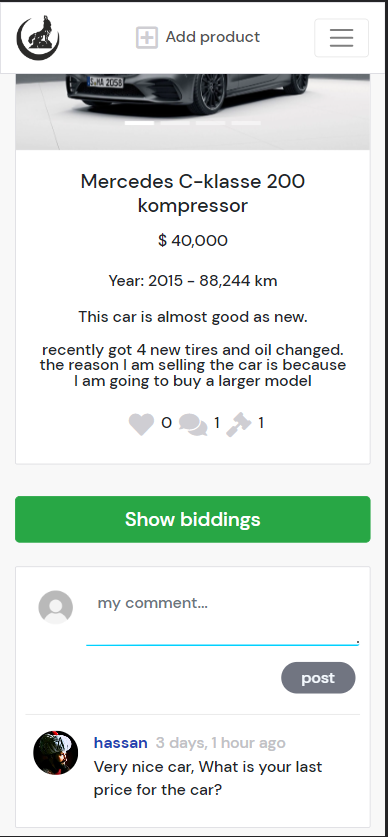 Add product
Mercedes C-klasse 200
kompressor
$ 40,000
Year: 2015 - 88,244 km
This car is almost good as new.
recently got 4 new tires and oil changed.
the reason I am selling the car is because
I am going to buy a larger model
0 1 1
Show biddings
my comment...
post
hassan 3 days, 1 hour ago
Very nice car, What is your last
price for the car?